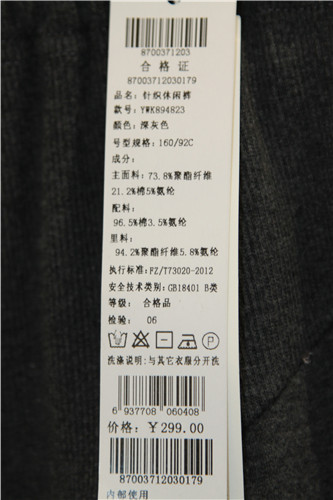 8700371203
合格证
87003712030179
品名: 针织休闲裤
款号: YWK894823
颜色: 深灰色
号型规格: 160/92C
成分:
主面料: 73.8%聚酯纤维
21.2%棉5%氨纶
配料:
96.5%棉3.5%氨纶
里料:
94.2%聚酯纤维5.8%氨纶
执行标准: FZ/T73020-2012
安全技术类别: GB18401 B类
等级: 合格品
检验: 06
洗涤说明: 与其它衣服分开洗
6 937708 060408
价格: ¥299.00
87003712030179
内部使用